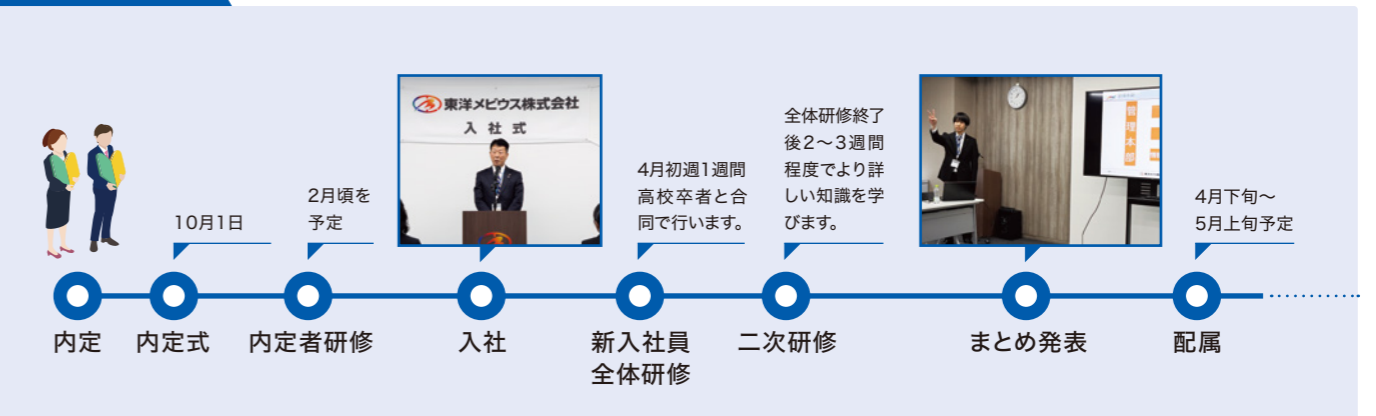 10月1日
2月頃を
予定
東洋メビウス株式会社
入社式
4月初週1週間
高校卒者と合
同で行います。
全体研修終了
後2〜3週間
程度でより詳
しい知識を学
びます。
管理本部
4月下旬〜
5月上旬予定
内定
内定式
内定者研修
入社
新入社員
全体研修
二次研修
まとめ発表
配属